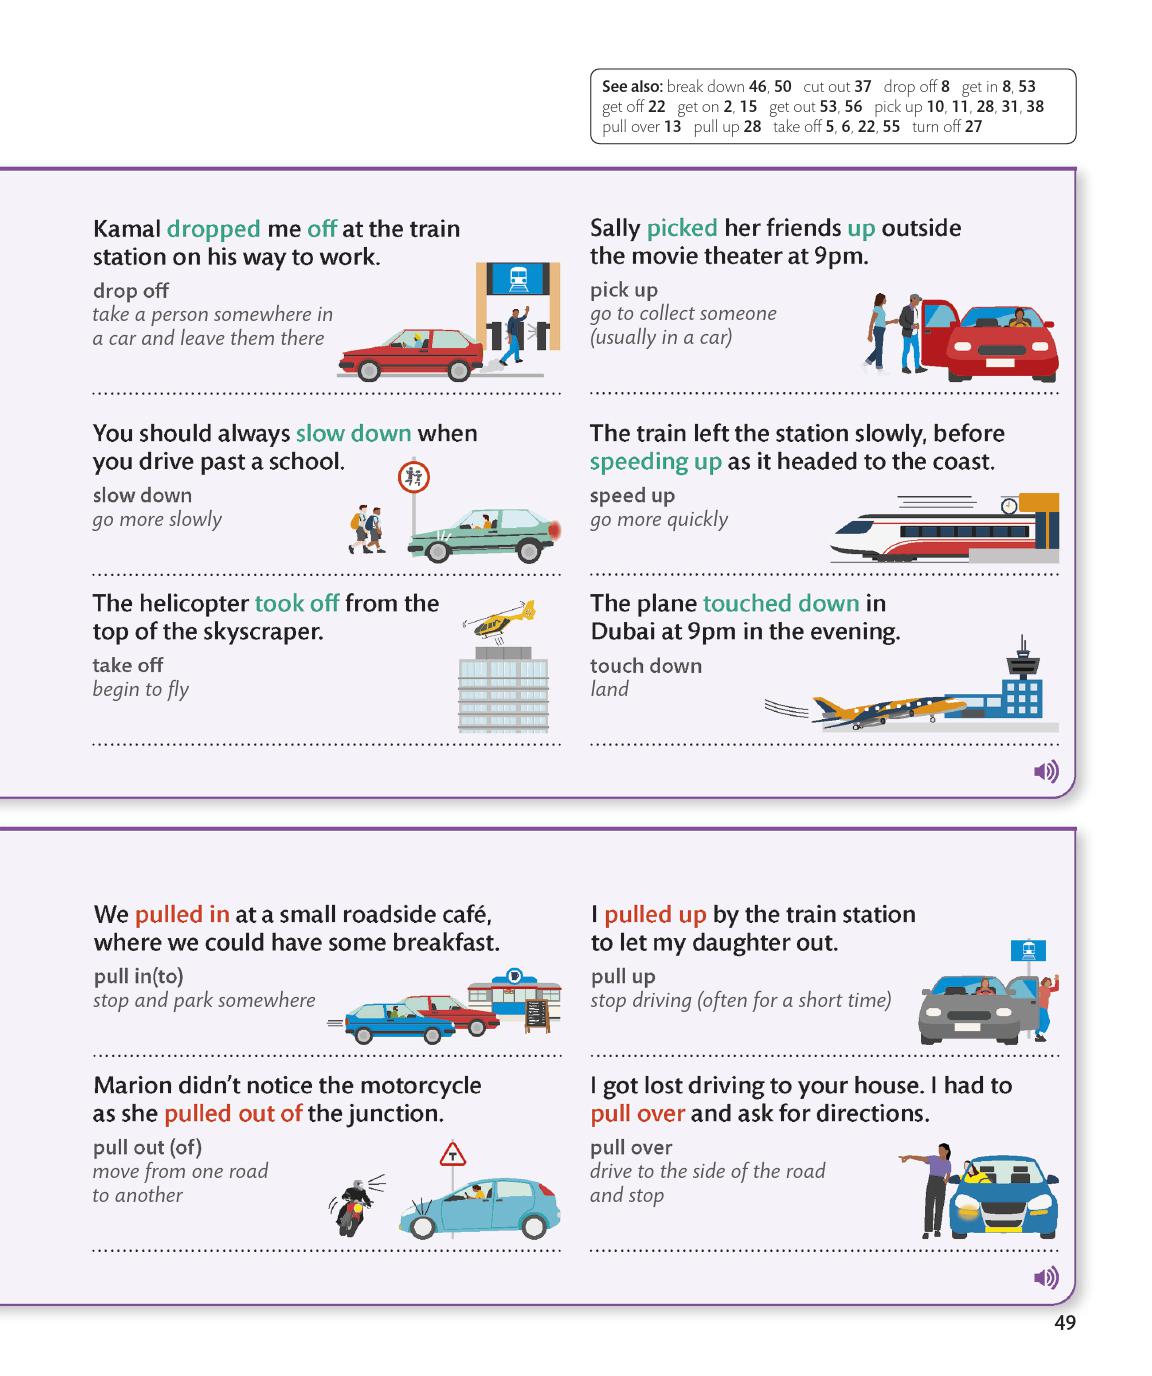 See also: break down 46, 50 cut out 37 drop off 8 get in 8, 53
get off 22 get on 2, 15 get out 53, 56 pick up 10, 11, 28, 31, 38
pull over 13 pull up 28 take off 5, 6, 22, 55 turn off 27
Kamal dropped me off at the train
station on his way to work.
drop off
take a person somewhere in
a car and leave them there
Sally picked her friends up outside
the movie theater at 9pm.
pick up
go to collect someone
(usually in a car)
You should always slow down when
you drive past a school.
slow down
go more slowly
The train left the station slowly, before
speeding up as it headed to the coast.
speed up
go more quickly
The helicopter took off from the
top of the skyscraper.
take off
begin to fly
The plane touched down in
Dubai at 9pm in the evening.
touch down
land
We pulled in at a small roadside café,
where we could have some breakfast.
pull in(to)
stop and park somewhere
I pulled up by the train station
to let my daughter out.
pull up
stop driving (often for a short time)
Marion didn’t notice the motorcycle
as she pulled out of the junction.
pull out (of)
move from one road
to another
I got lost driving to your house. I had to
pull over and ask for directions.
pull over
drive to the side of the road
and stop
49